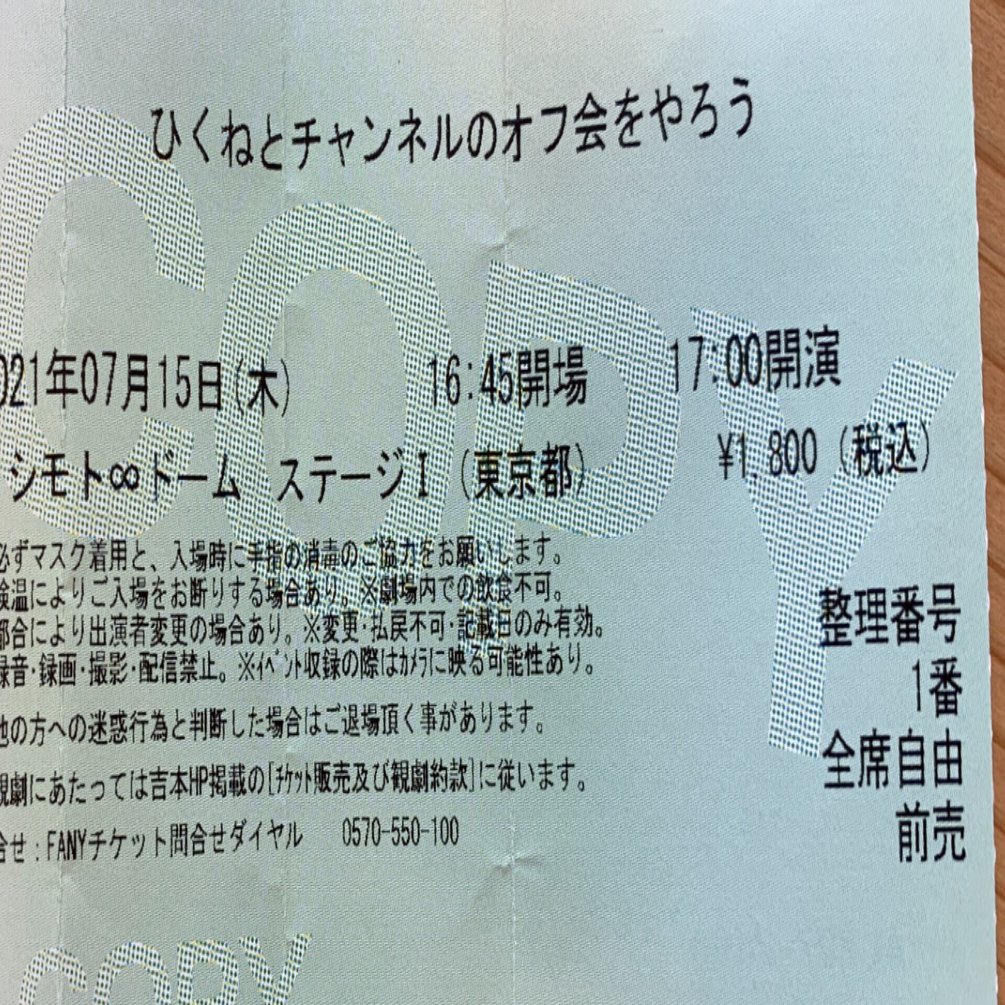 ひくねとチャンネルのオフ会をやろう
021年07月15日(木) 16:45開場 17:00開演
シモト∞ドーム ステージⅠ (東京都) ¥1,800 (税込)
必ずマスク着用と、入場時に手指の消毒のご協力をお願いします。
検温によりご入場をお断りする場合あり。※劇場内での飲食不可。
都合により出演者変更の場合あり。※変更・払戻不可・記載日のみ有効。
録音・録画・撮影・配信禁止。※イベント収録の際はカメラに映る可能性あり。
他の方への迷惑行為と判断した場合はご退場頂く事があります。
観劇にあたっては吉本HP掲載の[チケット販売及び観劇約款]に従います。
合せ:FANYチケット問合せダイヤル 0570-550-100
整理番号
1番
全席自由
前売
COPY
COPY